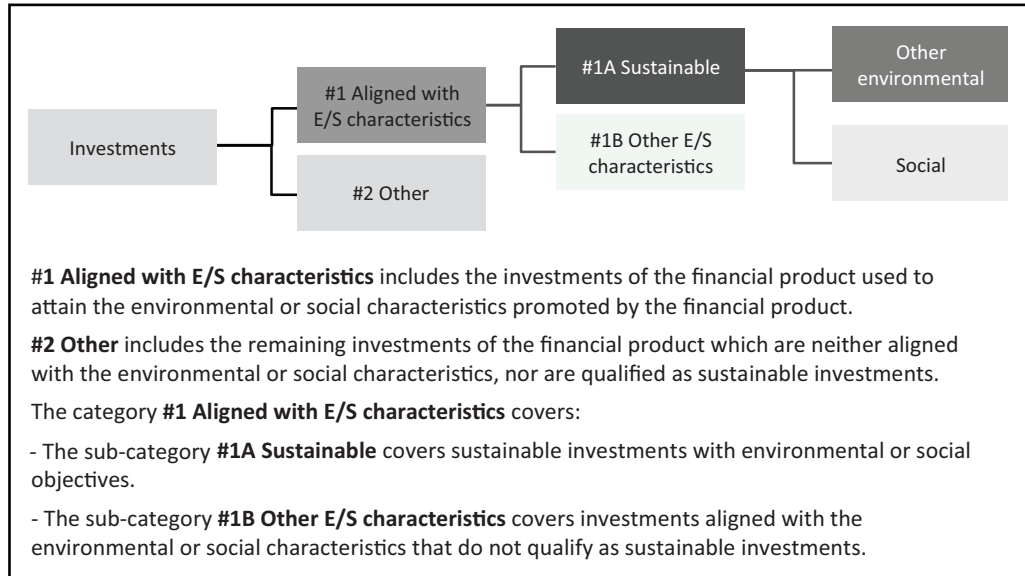 Investments
#1 Aligned with
E/S characteristics
#2 Other
#1A Sustainable
#1B Other E/S
characteristics
Other
environmental
Social
#1 Aligned with E/S characteristics includes the investments of the financial product used to
attain the environmental or social characteristics promoted by the financial product.
#2 Other includes the remaining investments of the financial product which are neither aligned
with the environmental or social characteristics, nor are qualified as sustainable investments.
The category #1 Aligned with E/S characteristics covers:
- The sub-category #1A Sustainable covers sustainable investments with environmental or social
objectives.
- The sub-category #1B Other E/S characteristics covers investments aligned with the
environmental or social characteristics that do not qualify as sustainable investments.